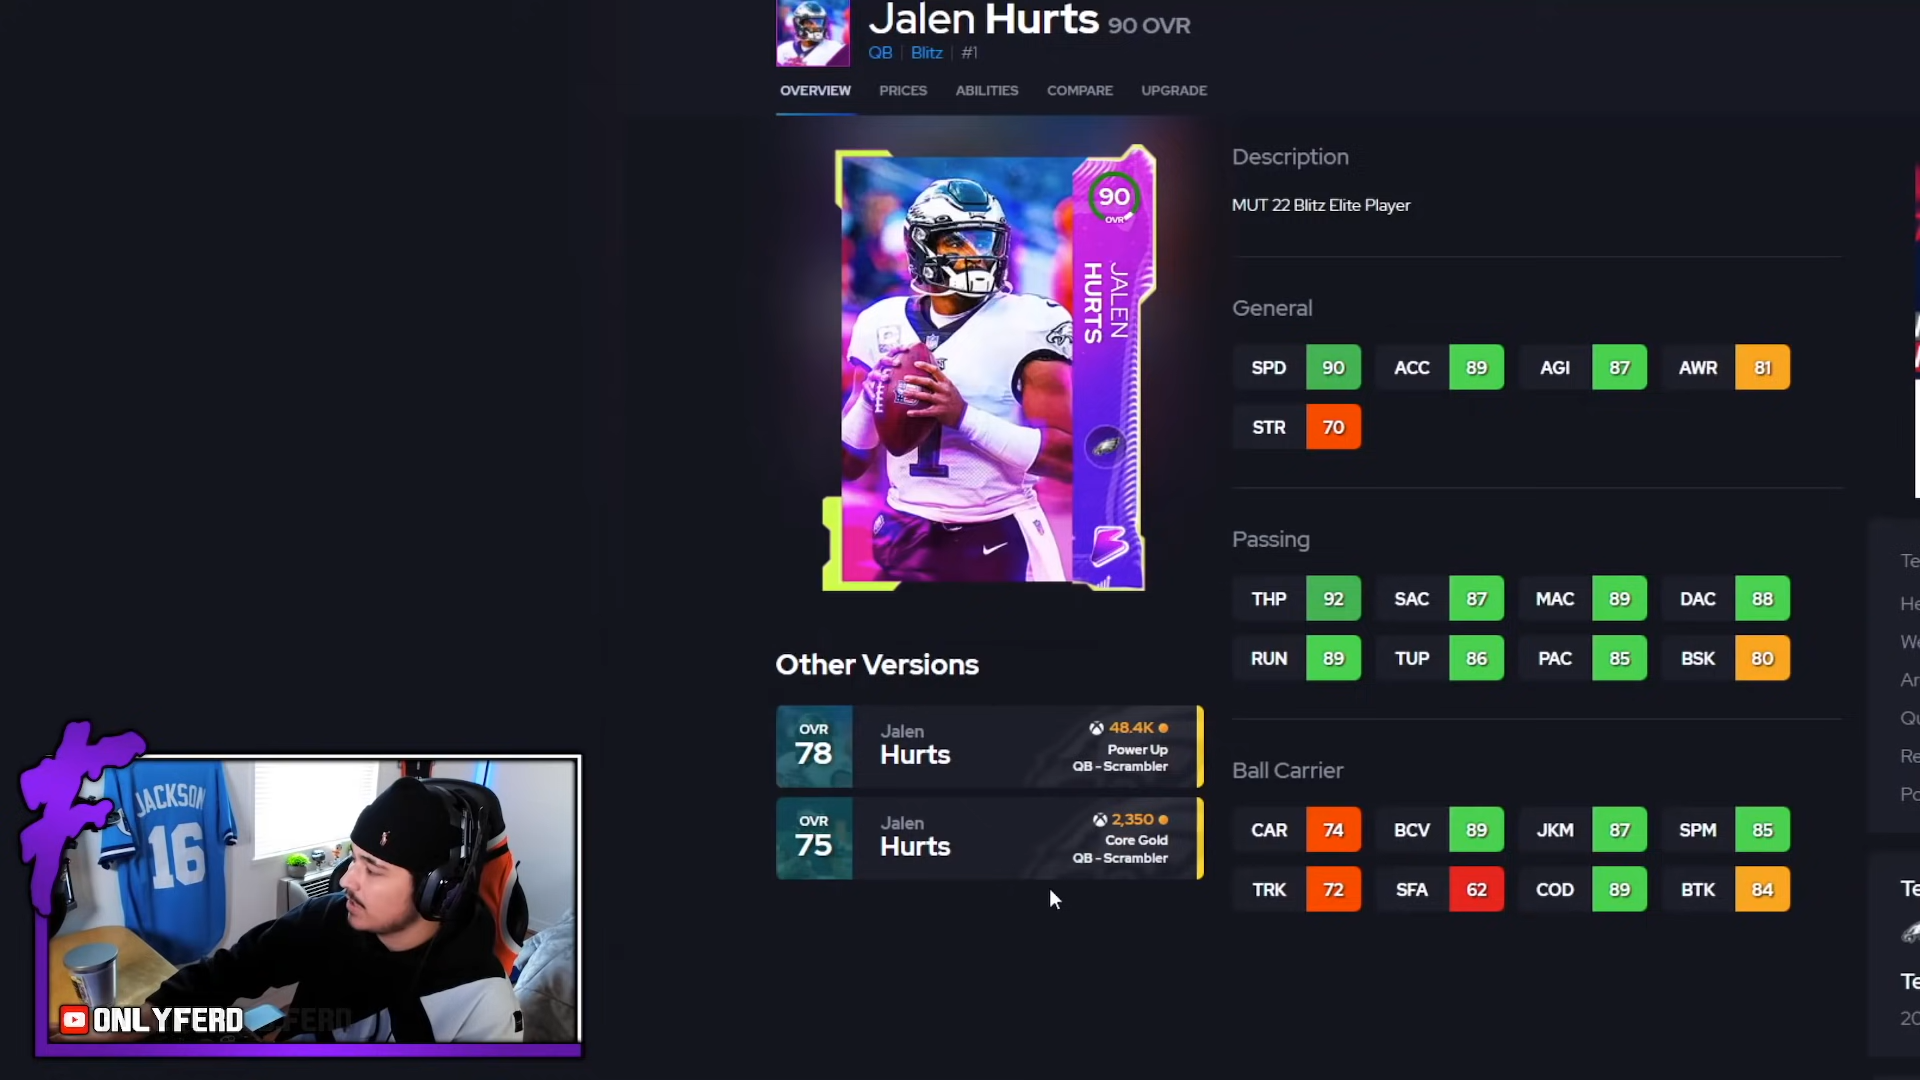 Jalen Hurts 90 OVR
QB | Blitz | #1
OVERVIEW PRICES ABILITIES COMPARE UPGRADE
90
OVR
JALEN
HURTS
1
Description
MUT 22 Blitz Elite Player
General
SPD 90 ACC 89 AGI 87 AWR 81
STR 70
Passing
THP 92 SAC 87 MAC 89 DAC 88
RUN 89 TUP 86 PAC 85 BSK 80
Ball Carrier
CAR 74 BCV 89 JKM 87 SPM 85
TRK 72 SFA 62 COD 89 BTK 84
Other Versions
OVR
78
Jalen
Hurts
48.4K
Power Up
QB - Scrambler
OVR
75
Jalen
Hurts
2,350
Core Gold
QB - Scrambler
JACKSON
16
ONLYFERD